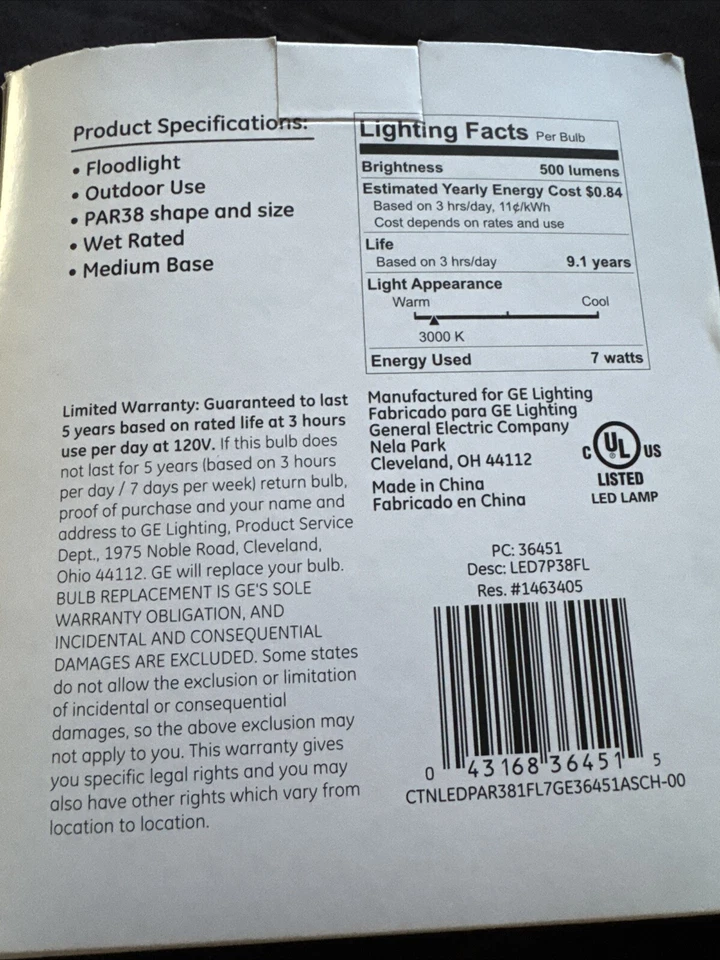 Product Specifications:
• Floodlight
• Outdoor Use
• PAR38 shape and size
• Wet Rated
• Medium Base
Lighting Facts Per Bulb
Brightness 500 lumens
Estimated Yearly Energy Cost $0.84
Based on 3 hrs/day, 11¢/kWh
Cost depends on rates and use
Life
Based on 3 hrs/day 9.1 years
Light Appearance
Warm Cool
3000 K
Energy Used 7 watts
Limited Warranty: Guaranteed to last
5 years based on rated life at 3 hours
use per day at 120V. If this bulb does
not last for 5 years (based on 3 hours
per day / 7 days per week) return bulb,
proof of purchase and your name and
address to GE Lighting, Product Service
Dept., 1975 Noble Road, Cleveland,
Ohio 44112. GE will replace your bulb.
BULB REPLACEMENT IS GE'S SOLE
WARRANTY OBLIGATION, AND
INCIDENTAL AND CONSEQUENTIAL
DAMAGES ARE EXCLUDED. Some states
do not allow the exclusion or limitation
of incidental or consequential
damages, so the above exclusion may
not apply to you. This warranty gives
you specific legal rights and you may
also have other rights which vary from
location to location.
Manufactured for GE Lighting
Fabricado para GE Lighting
General Electric Company
Nela Park
Cleveland, OH 44112
Made in China
Fabricado en China
C UL ® US
LISTED
LED LAMP
PC: 36451
Desc: LED7P38FL
Res. #1463405
0 43168 36451 5
CTNLEDPAR381FL7GE36451ASCH-00